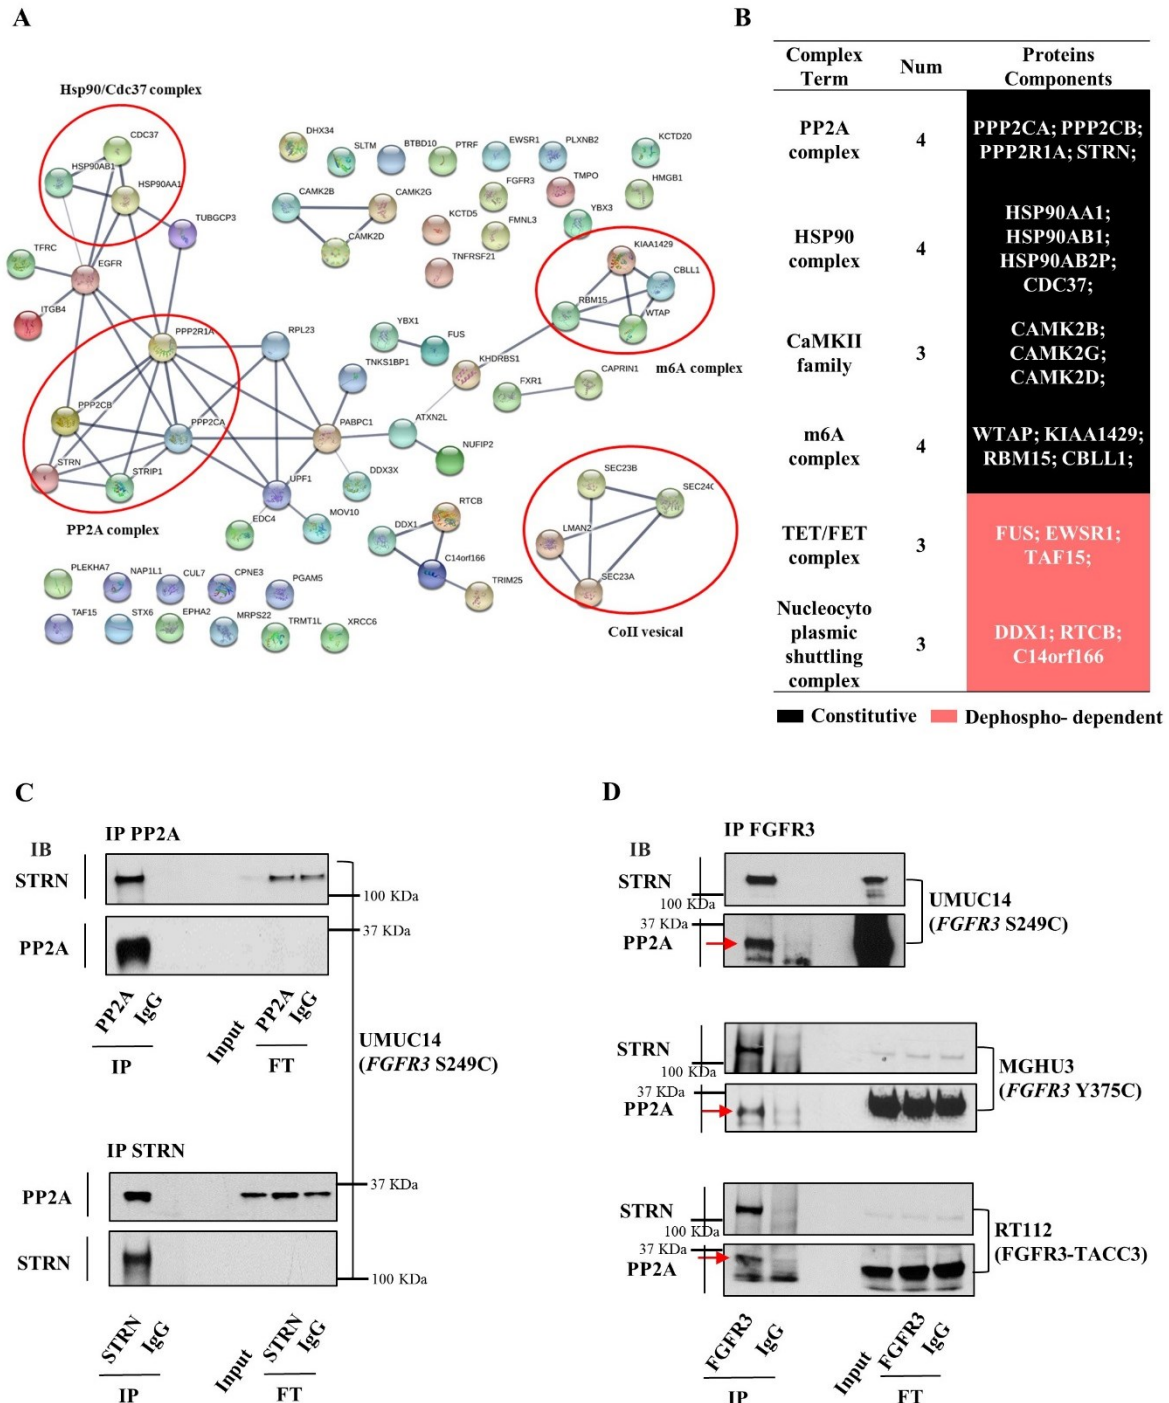 A
B
Hsp90/Cdc37 complex
CDC37
HSP90AB1
HSP90AA1
TUBGCP3
TFRC
EGFR
ITGB4
DHX34
SLTM
BTBD10
PTRF
EWSR1
PLXNB2
KCTD20
CAMK2B
CAMK2G
CAMK2D
FGFR3
TMPO
HMGB1
KCTD5
FMNL3
YBX3
TNFRSF21
KIAA1429
CBLL1
RBM15
WTAP
m6A complex
PPP2R1A
RPL23
YBX1
FUS
TNKS1BP1
KHDRBS1
FXR1
CAPRIN1
PPP2CB
PPP2CA
PABPC1
ATXN2L
NUFIP2
STRN
STRIP1
UPF1
DDX3X
PP2A complex
EDC4
MOV10
RTCB
DDX1
C14orf166
TRIM25
SEC23B
SEC24C
LMAN2
SEC23A
CoII vesical
PLEKHA7
NAP1L1
CUL7
CPNE3
PGAM5
TAF15
STX6
EPHA2
MRPS22
TRMT1L
XRCC6
Complex
Term
Num
Proteins
Components
PP2A
complex
4
PPP2CA; PPP2CB;
PPP2R1A; STRN;
HSP90
complex
4
HSP90AA1;
HSP90AB1;
HSP90AB2P;
CDC37;
CaMKII
family
3
CAMK2B;
CAMK2G;
CAMK2D;
m6A
complex
4
WTAP; KIAA1429;
RBM15; CBLL1;
TET/FET
complex
3
FUS; EWSR1;
TAF15;
Nucleocyto
plasmic
shuttling
complex
3
DDX1; RTCB;
C14orf166
Constitutive
Dephospho- dependent
C
IP PP2A
IB
STRN
100 KDa
37 KDa
PP2A
PP2A
IgG
Input
PP2A
IgG
IP
FT
UMUC14
(FGFR3 S249C)
IP STRN
PP2A
37 KDa
STRN
100 KDa
STRN
IgG
Input
STRN
IgG
IP
FT
D
IP FGFR3
IB
STRN
100 KDa
37 KDa
PP2A
UMUC14
(FGFR3 S249C)
STRN
100 KDa
37 KDa
PP2A
MGHU3
(FGFR3 Y375C)
STRN
100 KDa
37 KDa
PP2A
RT112
(FGFR3-TACC3)
FGFR3
IgG
Input
FGFR3
IgG
IP
FT